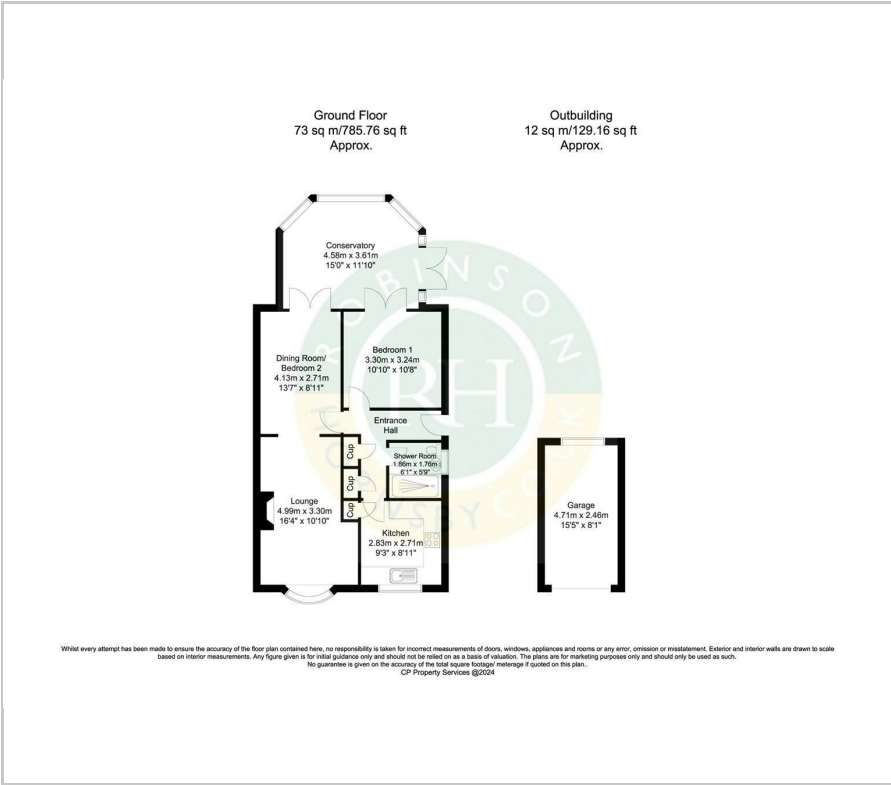 Ground Floor
73 sq m/785.76 sq ft
Approx.
Outbuilding
12 sq m/129.16 sq ft
Approx.
Conservatory
4.58m x 3.61m
15'0" x 11'10"
Dining Room/
Bedroom 2
4.13m x 2.71m
13'7" x 8'11"
Bedroom 1
3.30m x 3.24m
10'10" x 10'8"
Entrance
Hall
Cup
Shower Room
1.86m x 1.76m
6'1" x 5'9"
Cup
Cup
Lounge
4.99m x 3.30m
16'4" x 10'10"
Kitchen
2.83m x 2.71m
9'3" x 8'11"
Garage
4.71m x 2.46m
15'5" x 8'1"
ROBINSON
RH
Whilst every attempt has been made to ensure the accuracy of the floor plan contained here, no responsibility is taken for incorrect measurements of doors, windows, appliances and rooms or any error, omission or misstatement. Exterior and interior walls are drawn to scale
based on interior measurements. Any figure given is for initial guidance only and should not be relied on as a basis of valuation. The plans are for marketing purposes only and should only be used as such.
No guarantee is given on the accuracy of the total square footage/ meterage if quoted on this plan..
CP Property Services @2024